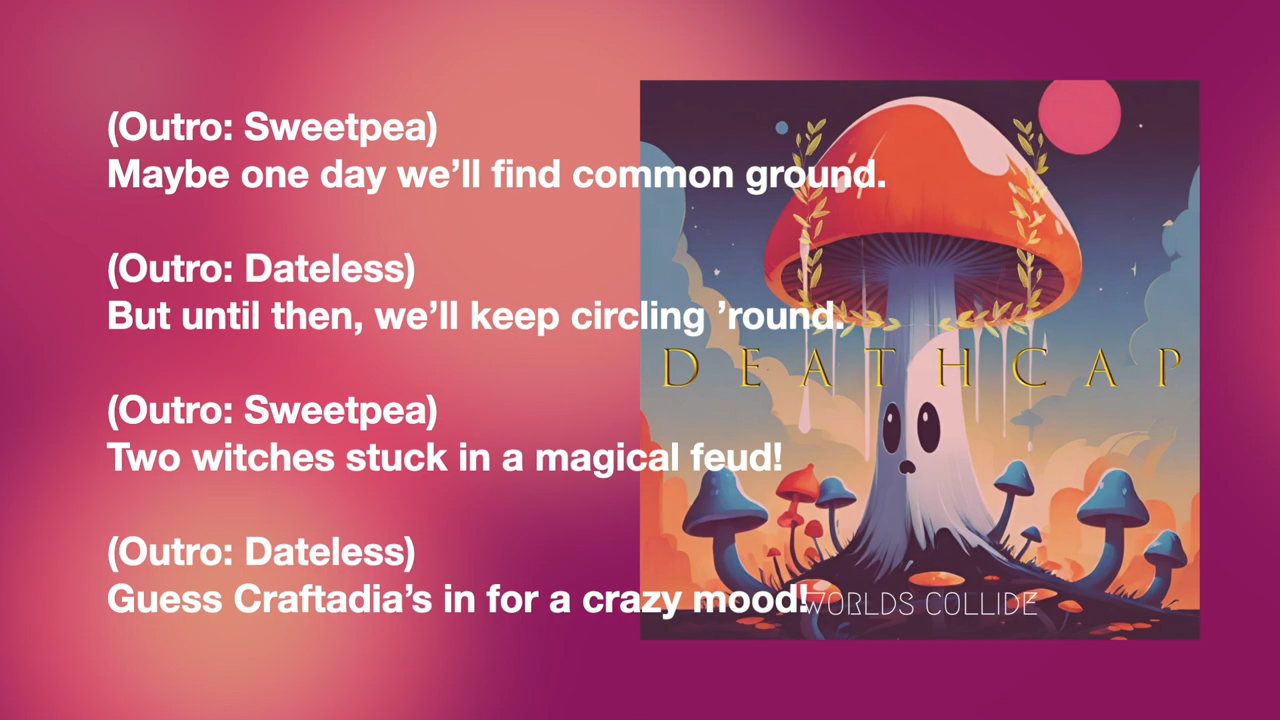 (Outro: Sweetpea)
Maybe one day we’ll find common ground.
(Outro: Dateless)
But until then, we’ll keep circling ’round.
(Outro: Sweetpea)
Two witches stuck in a magical feud!
(Outro: Dateless)
Guess Craftadia’s in for a crazy mood!
DEATHCAP
WORLDS COLLIDE